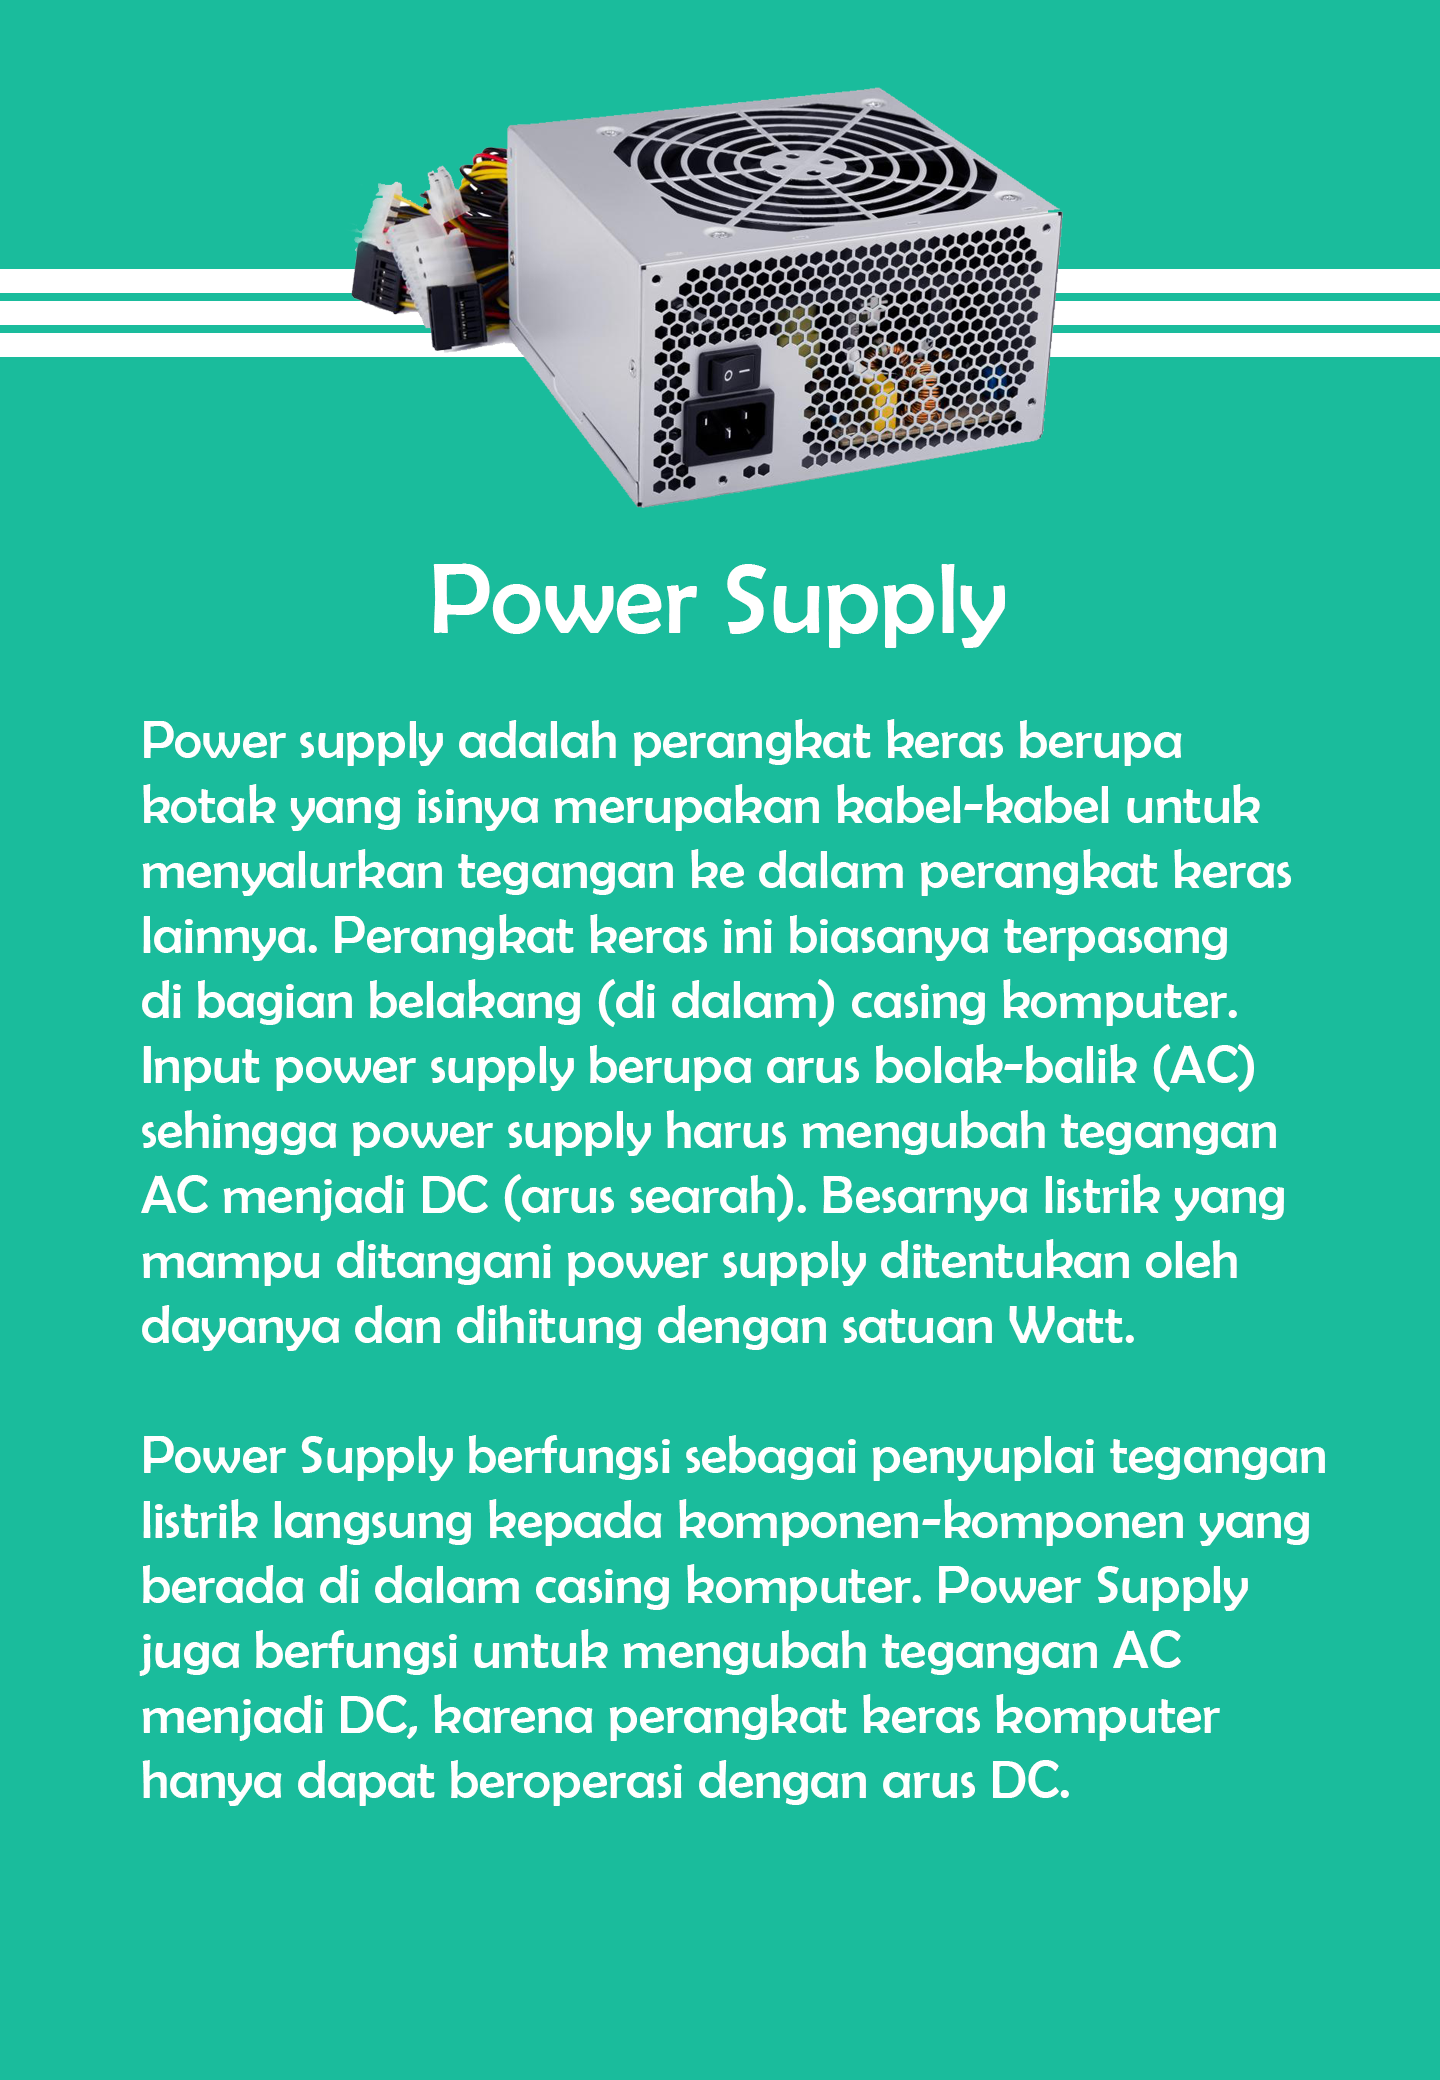 Power Supply
Power supply adalah perangkat keras berupa
kotak yang isinya merupakan kabel-kabel untuk
menyalurkan tegangan ke dalam perangkat keras
lainnya. Perangkat keras ini biasanya terpasang
di bagian belakang (di dalam) casing komputer.
Input power supply berupa arus bolak-balik (AC)
sehingga power supply harus mengubah tegangan
AC menjadi DC (arus searah). Besarnya listrik yang
mampu ditangani power supply ditentukan oleh
dayanya dan dihitung dengan satuan Watt.
Power Supply berfungsi sebagai penyuplai tegangan
listrik langsung kepada komponen-komponen yang
berada di dalam casing komputer. Power Supply
juga berfungsi untuk mengubah tegangan AC
menjadi DC, karena perangkat keras komputer
hanya dapat beroperasi dengan arus DC.